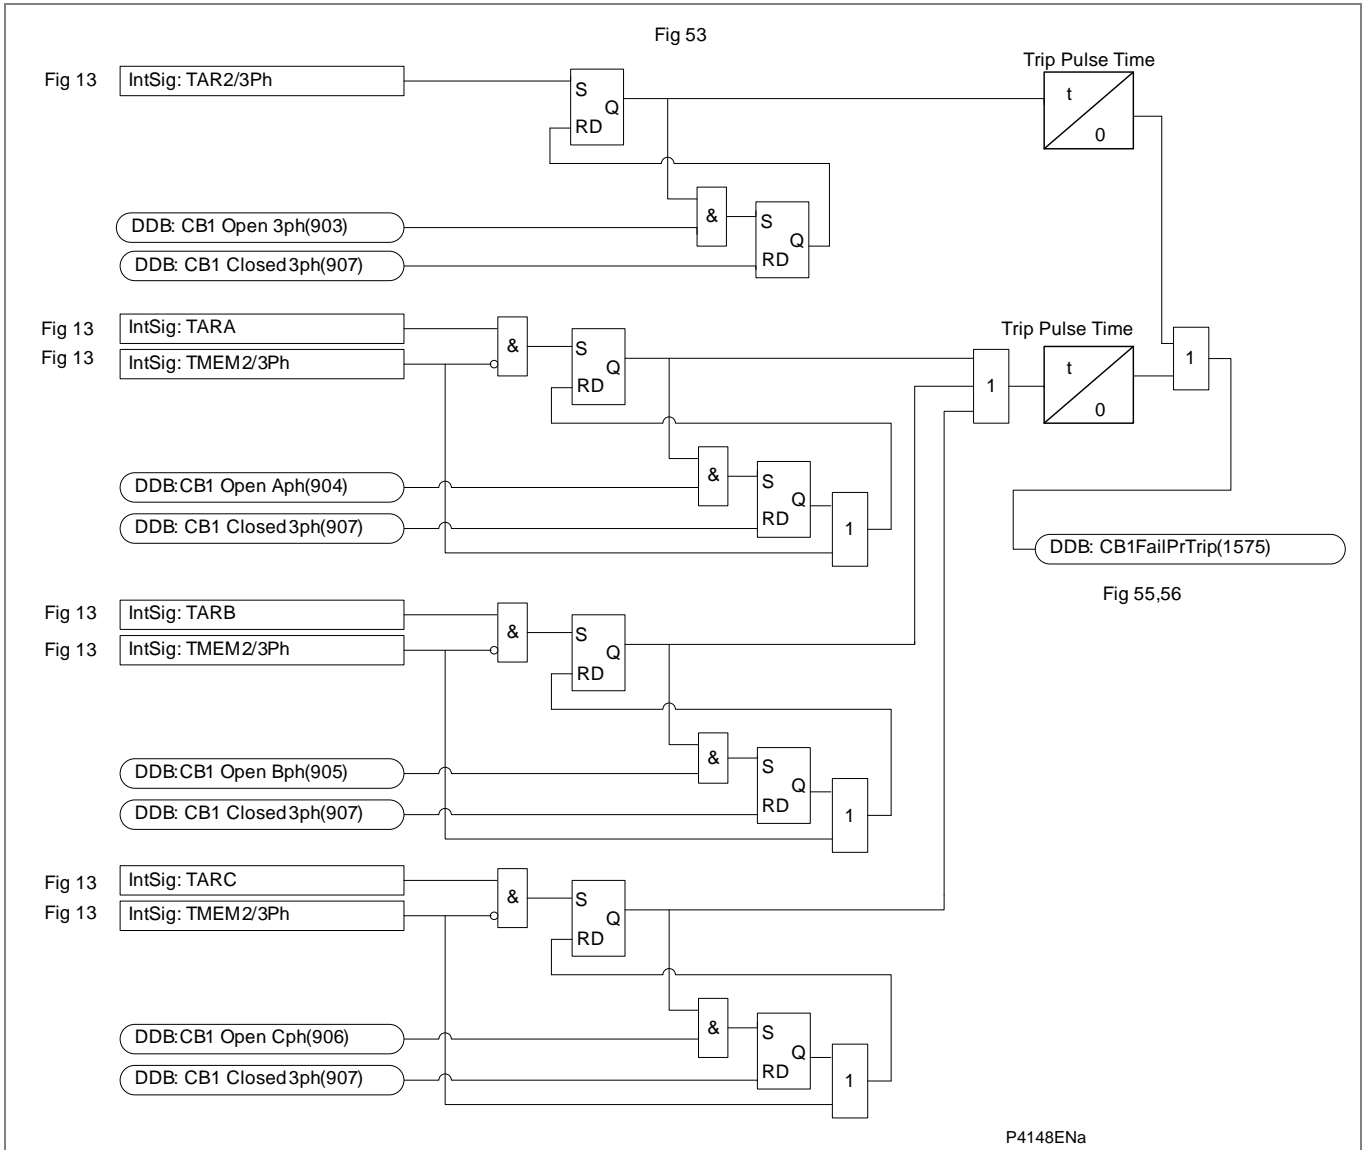 Fig 53
Trip Pulse Time
Fig 13 IntSig: TAR2/3Ph
S
Q
RD
t
0
DDB: CB1 Open 3ph(903)
&
S
Q
RD
DDB: CB1 Closed 3ph(907)
Fig 13 IntSig: TARA
Fig 13 IntSig: TMEM2/3Ph
&
S
Q
RD
1
Trip Pulse Time
t
0
1
DDB:CB1 Open Aph(904)
&
S
Q
RD
DDB: CB1 Closed 3ph(907)
1
DDB: CB1FailPrTrip(1575)
Fig 55,56
Fig 13 IntSig: TARB
Fig 13 IntSig: TMEM2/3Ph
&
S
Q
RD
DDB:CB1 Open Bph(905)
&
S
Q
RD
DDB: CB1 Closed 3ph(907)
1
Fig 13 IntSig: TARC
Fig 13 IntSig: TMEM2/3Ph
&
S
Q
RD
DDB:CB1 Open Cph(906)
&
S
Q
RD
DDB: CB1 Closed 3ph(907)
1
P4148ENa